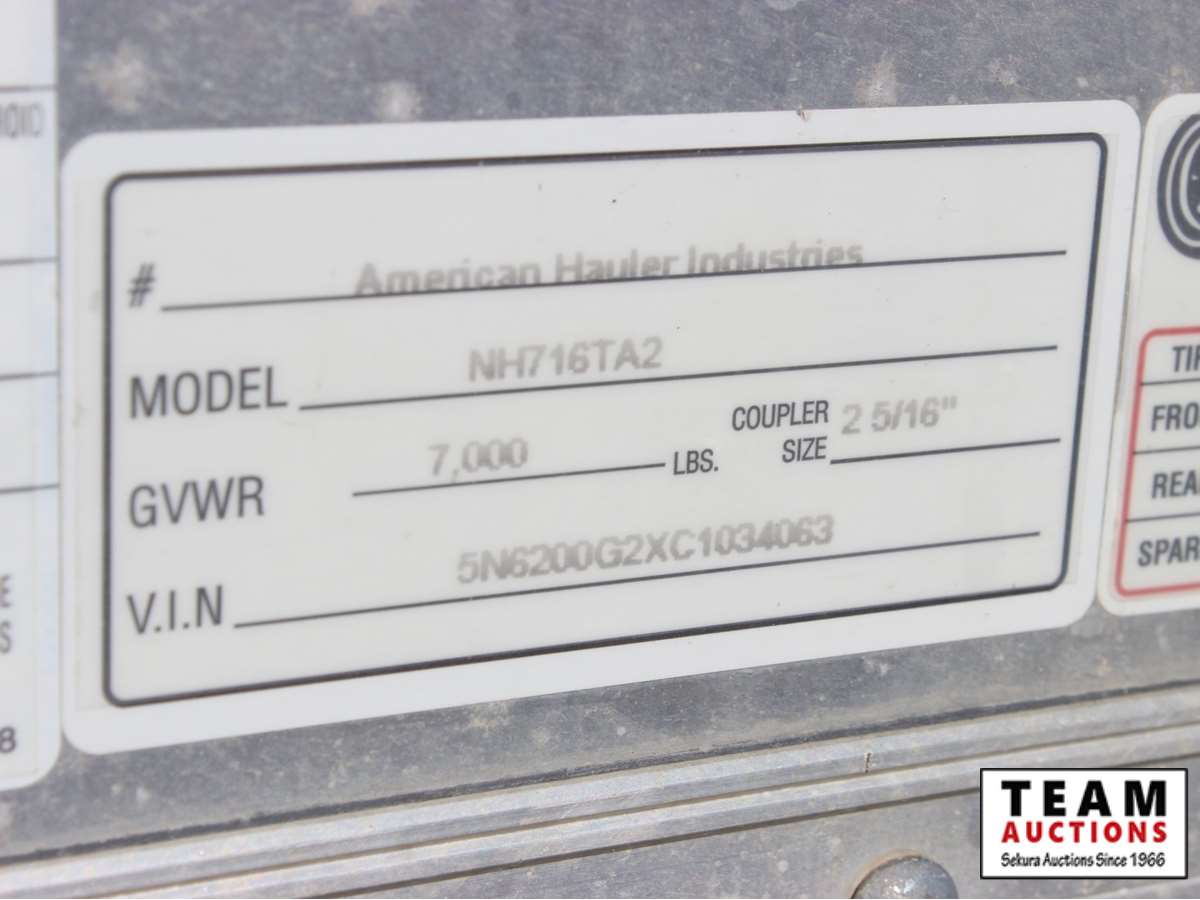 # American Hauler Industries
MODEL NH716TA2
GVWR 7,000 LBS. COUPLER SIZE 2 5/16"
V.I.N 5N6200G2XC1034063
TEAM
AUCTIONS
Sekura Auctions Since 1966